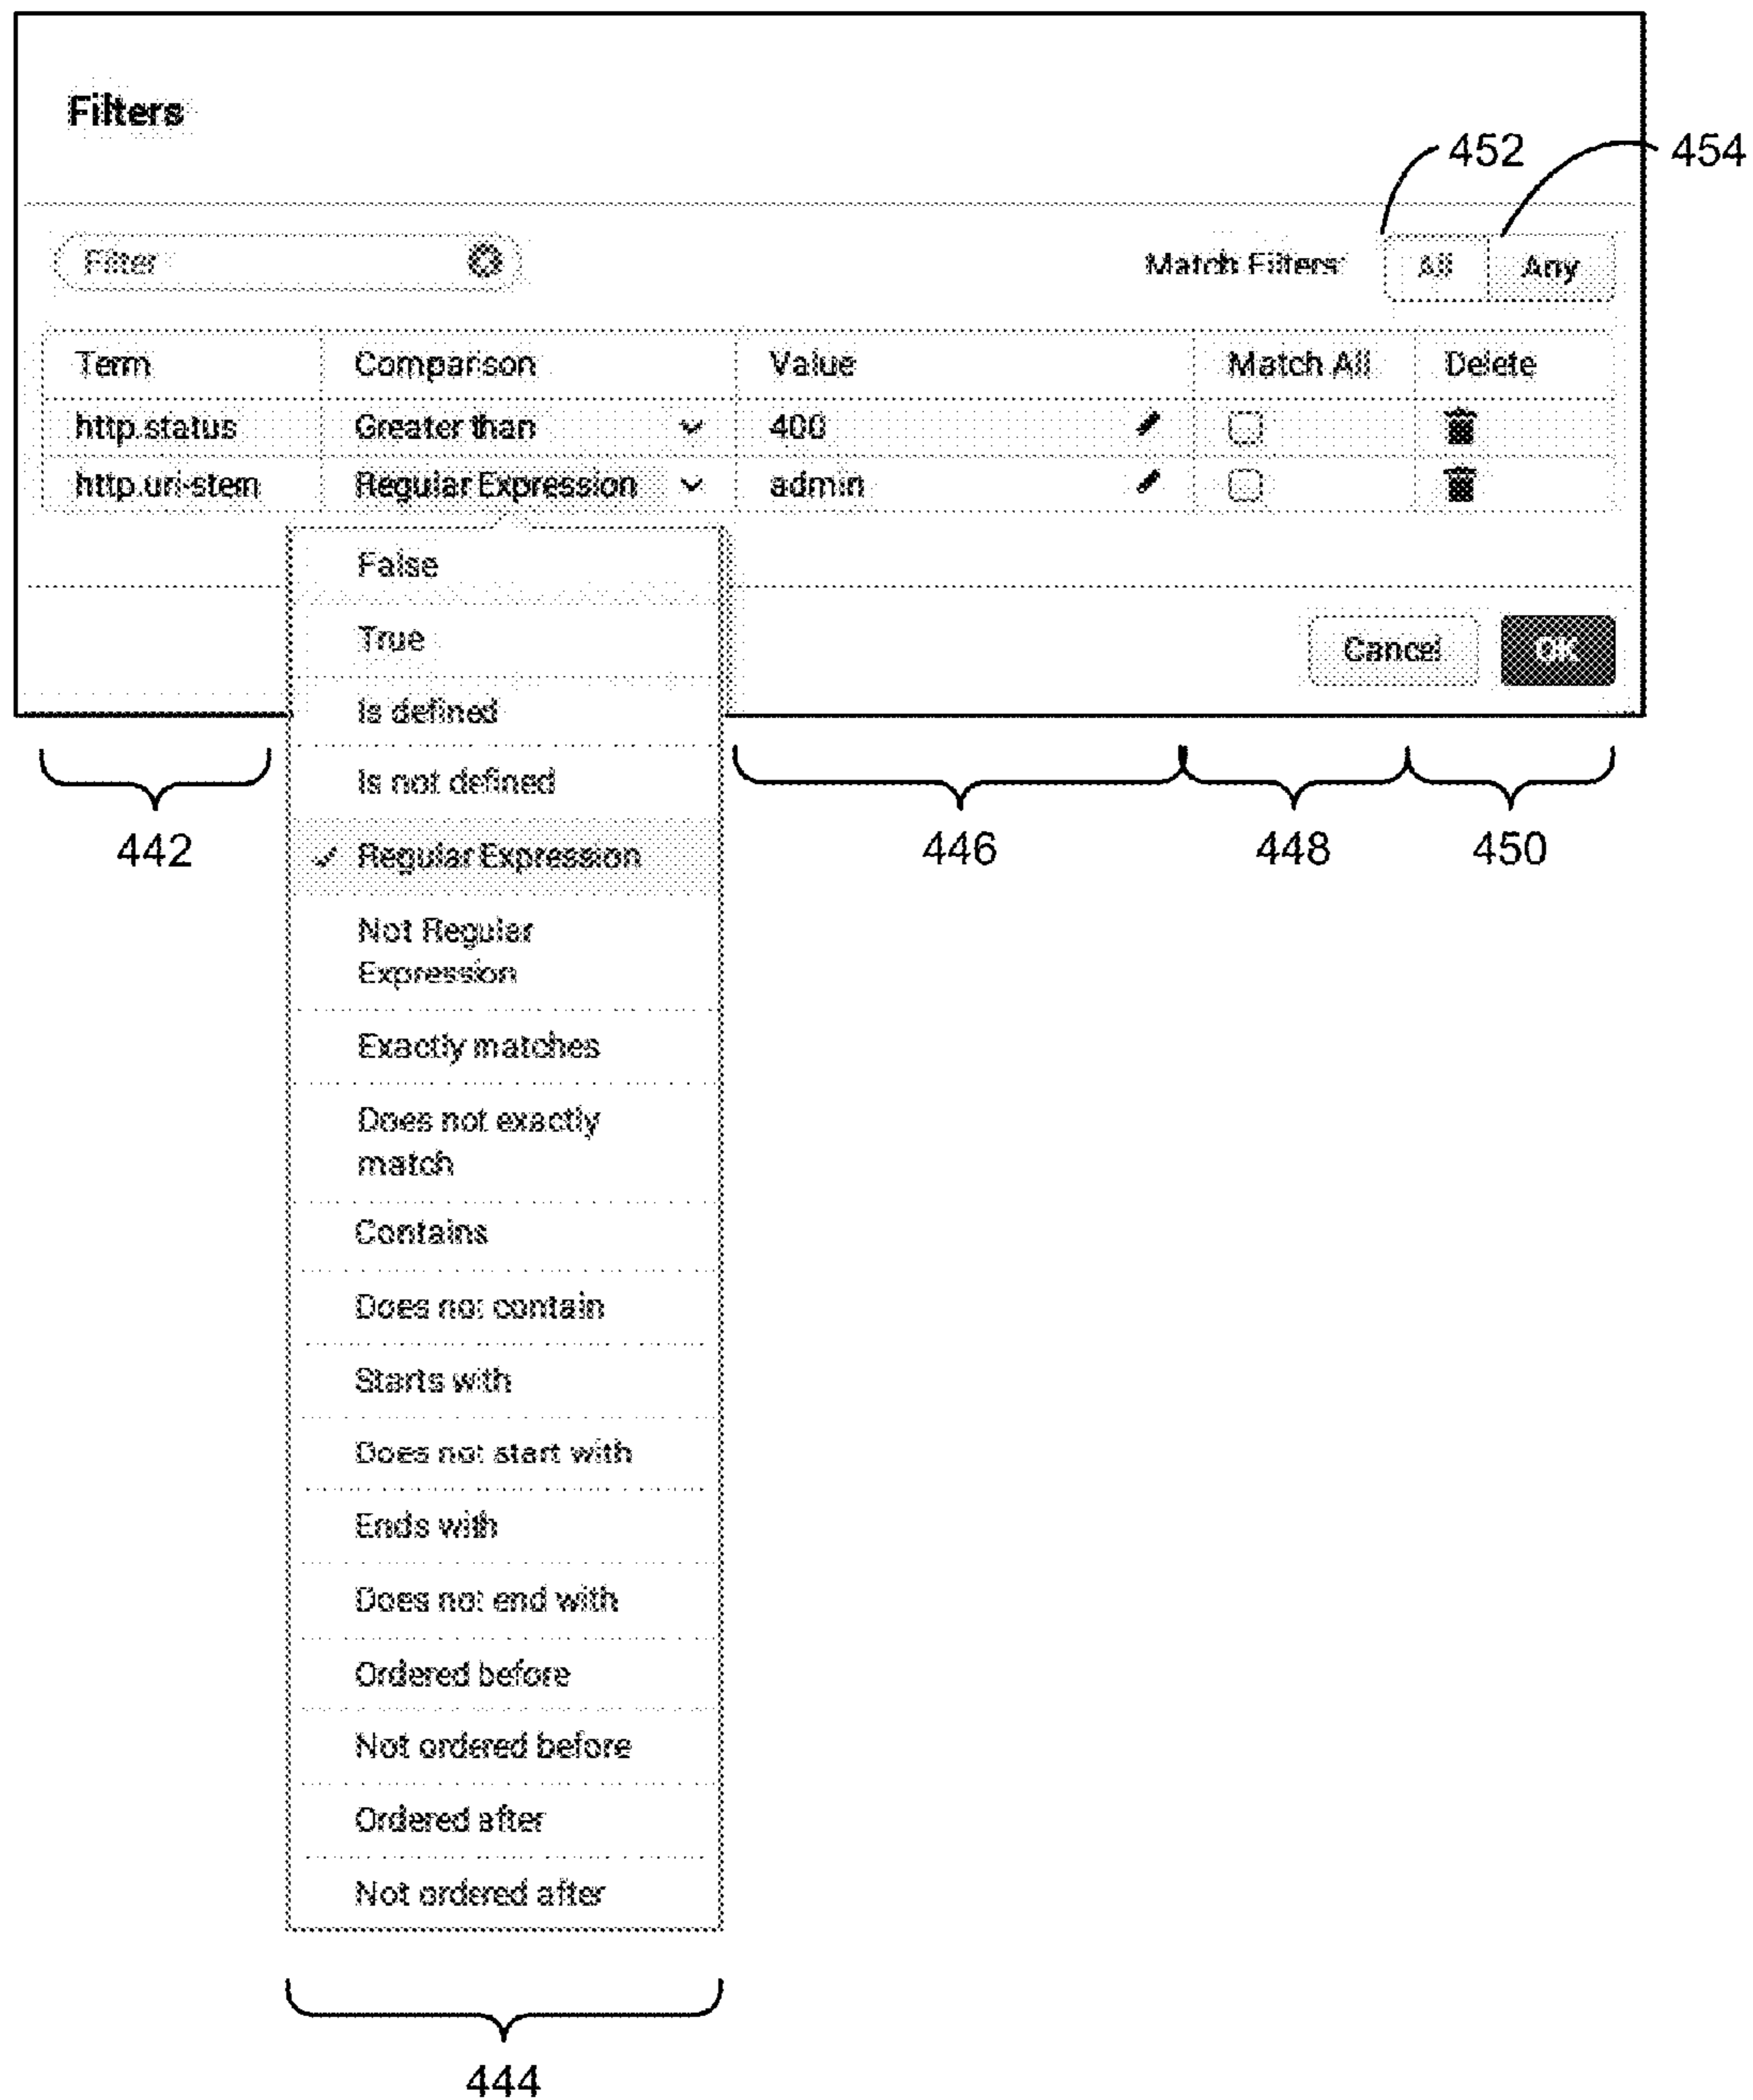 Filters
452
454
Filter
Match Filters:
All
Any
Term Comparison Value Match All Delete
http.status Greater than 400
http.uri-stem Regular Expression admin
False
True
Is defined
Is not defined
Regular Expression
Not Regular
Expression
Exactly matches
Does not exactly
match
Contains
Does not contain
Starts with
Does not start with
Ends with
Does not end with
Ordered before
Not ordered before
Ordered after
Not ordered after
Cancel OK
442
446
448
450
444